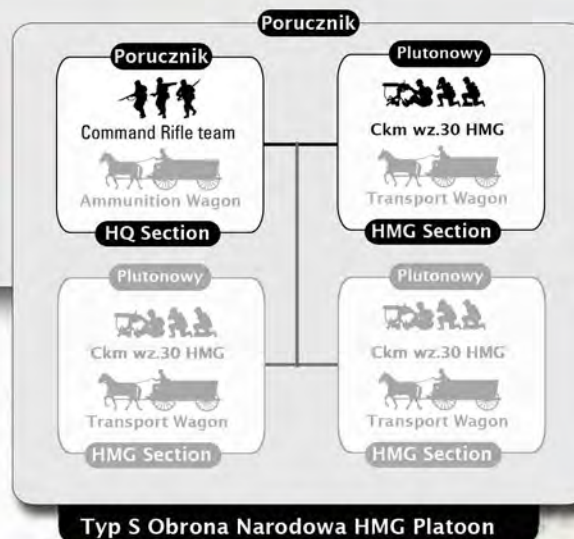 Porucznik
Porucznik
Command Rifle team
Ammunition Wagon
HQ Section
Plutonowy
Ckm wz.30 HMG
Transport Wagon
HMG Section
Plutonowy
Ckm wz.30 HMG
Transport Wagon
HMG Section
Plutonowy
Ckm wz.30 HMG
Transport Wagon
HMG Section
Typ S Obrona Narodowa HMG Platoon